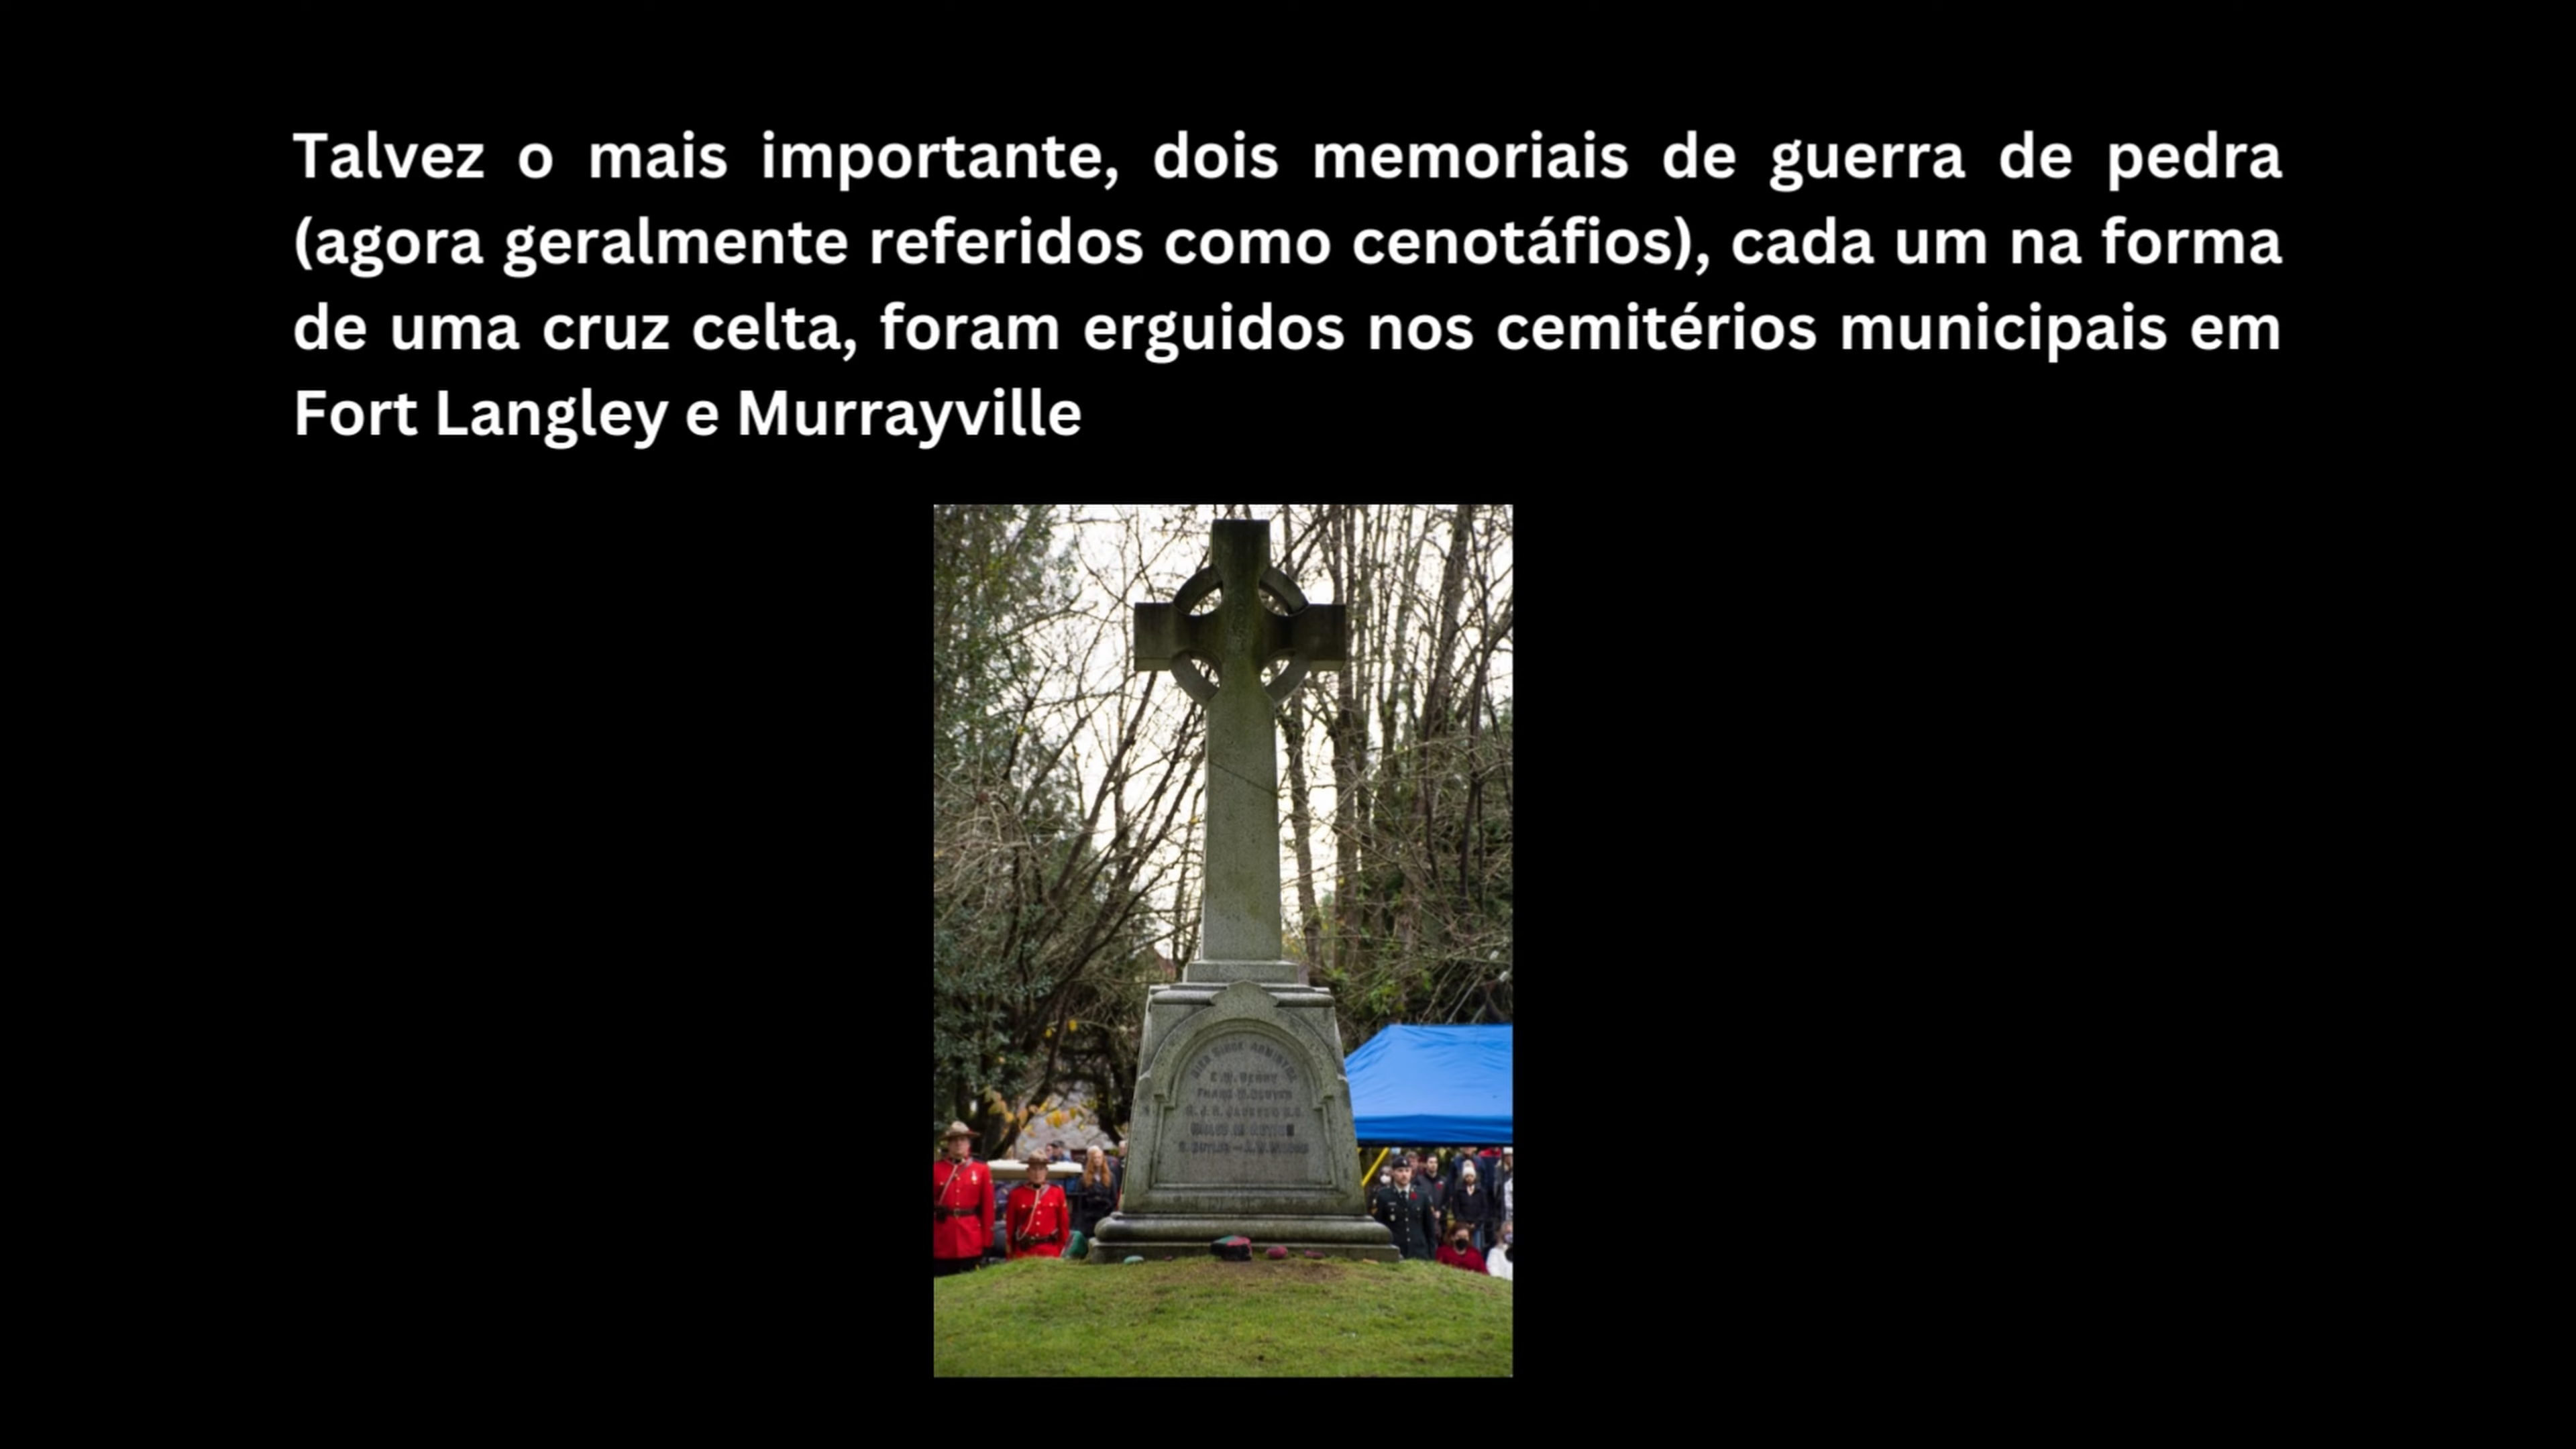 Talvez o mais importante, dois memoriais de guerra de pedra
(agora geralmente referidos como cenotáfios), cada um na forma
de uma cruz celta, foram erguidos nos cemitérios municipais em
Fort Langley e Murrayville